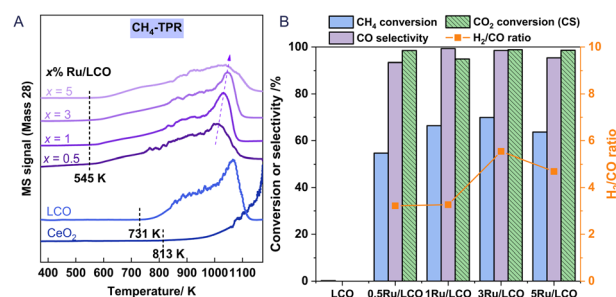 A
CH₄-TPR
x% Ru/LCO
x = 5
x = 3
x = 1
x = 0.5
545 K
LCO
731 K
CeO₂
813 K
MS signal (Mass 28)
400 500 600 700 800 900 1000 1100
Temperature/ K
B
CH₄ conversion
CO₂ conversion (CS)
CO selectivity
H₂/CO ratio
100
80
60
40
20
0
Conversion or selectivity /%
10
8
6
4
2
0
H₂/CO ratio
LCO 0.5Ru/LCO 1Ru/LCO 3Ru/LCO 5Ru/LCO